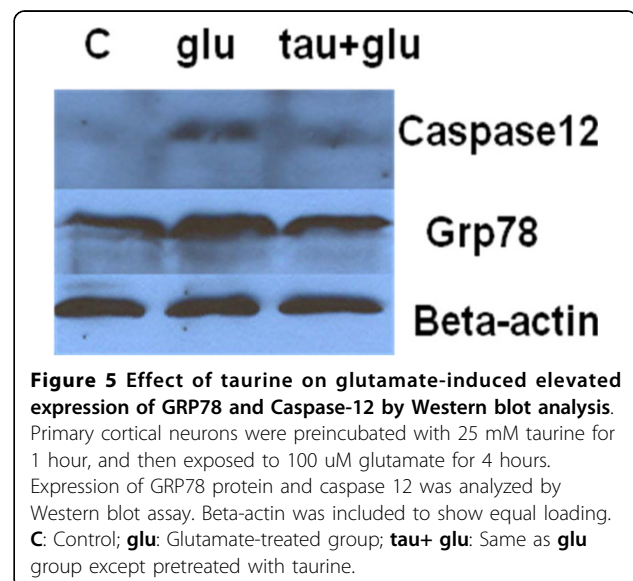 C glu tau+glu
Caspase12
Grp78
Beta-actin
Figure 5 Effect of taurine on glutamate-induced elevated
expression of GRP78 and Caspase-12 by Western blot analysis.
Primary cortical neurons were preincubated with 25 mM taurine for
1 hour, and then exposed to 100 uM glutamate for 4 hours.
Expression of GRP78 protein and caspase 12 was analyzed by
Western blot assay. Beta-actin was included to show equal loading.
C: Control; glu: Glutamate-treated group; tau+ glu: Same as glu
group except pretreated with taurine.